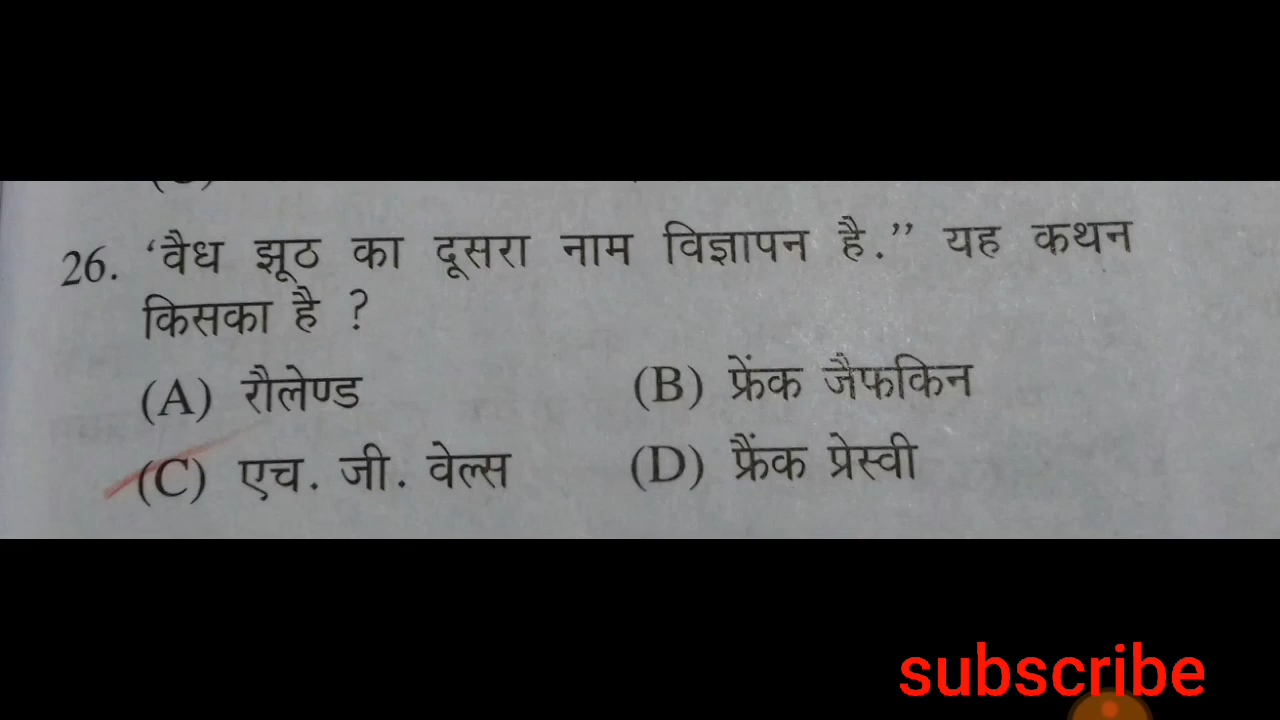 26. ‘वैध झूठ का दूसरा नाम विज्ञापन है.” यह कथन
किसका है ?
(A) रौलेण्ड (B) फ्रेंक जैफकिन
(C) एच. जी. वेल्स (D) फ्रैंक प्रेस्वी
subscribe